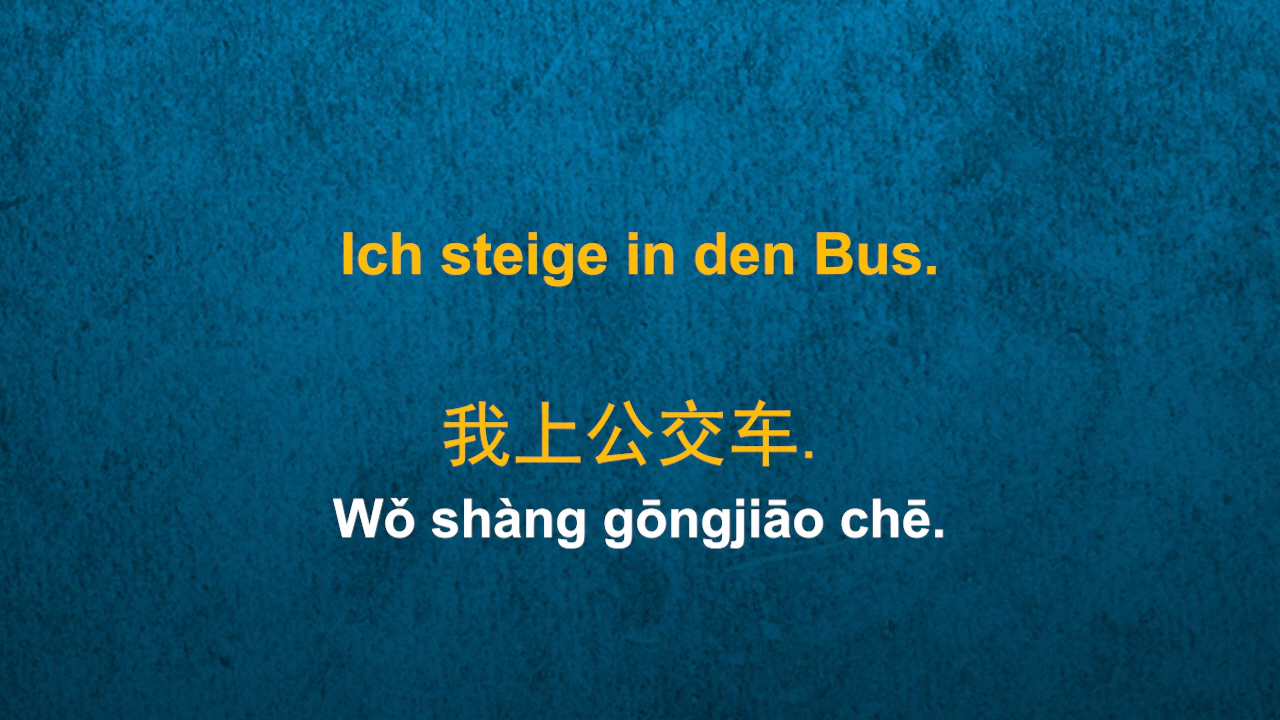 Ich steige in den Bus.
我上公交车.
Wǒ shàng gōngjiāo chē.